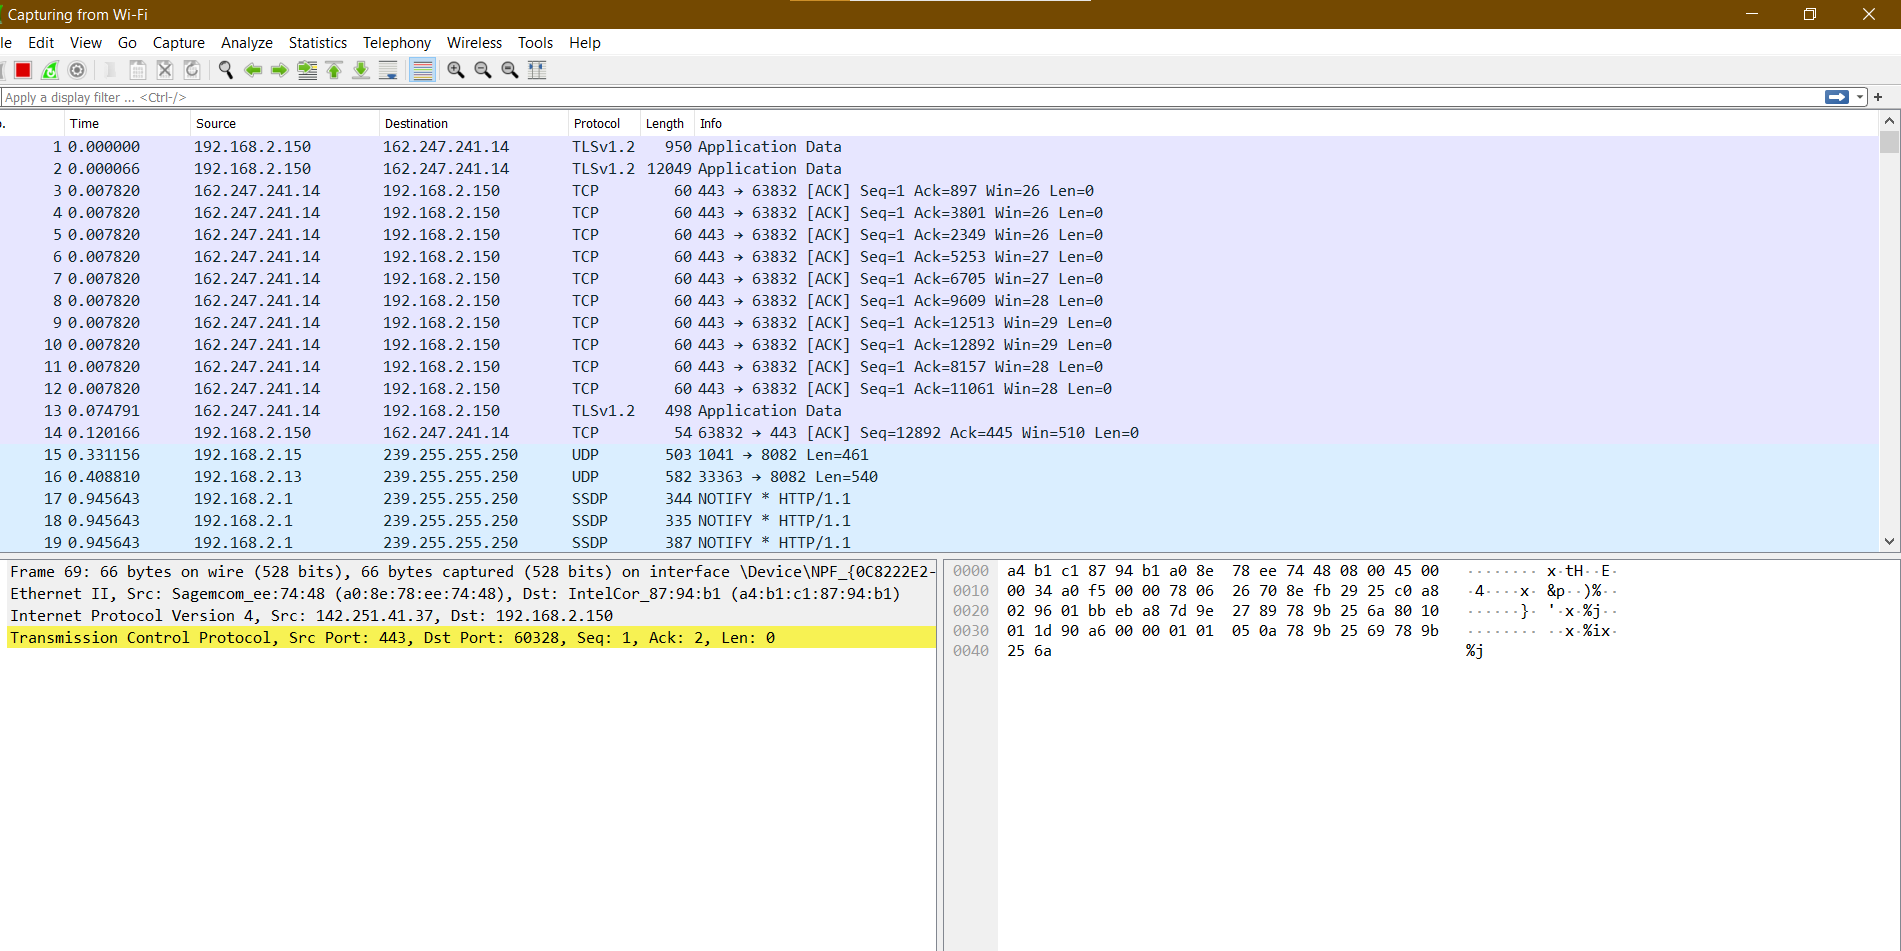 Capturing from Wi-Fi
le Edit View Go Capture Analyze Statistics Telephony Wireless Tools Help
Apply a display filter ... <Ctrl-/>
. Time Source Destination Protocol Length Info
1 0.000000 192.168.2.150 162.247.241.14 TLSv1.2 950 Application Data
2 0.000066 192.168.2.150 162.247.241.14 TLSv1.2 12049 Application Data
3 0.007820 162.247.241.14 192.168.2.150 TCP 60 443 → 63832 [ACK] Seq=1 Ack=897 Win=26 Len=0
4 0.007820 162.247.241.14 192.168.2.150 TCP 60 443 → 63832 [ACK] Seq=1 Ack=3801 Win=26 Len=0
5 0.007820 162.247.241.14 192.168.2.150 TCP 60 443 → 63832 [ACK] Seq=1 Ack=2349 Win=26 Len=0
6 0.007820 162.247.241.14 192.168.2.150 TCP 60 443 → 63832 [ACK] Seq=1 Ack=5253 Win=27 Len=0
7 0.007820 162.247.241.14 192.168.2.150 TCP 60 443 → 63832 [ACK] Seq=1 Ack=6705 Win=27 Len=0
8 0.007820 162.247.241.14 192.168.2.150 TCP 60 443 → 63832 [ACK] Seq=1 Ack=9609 Win=28 Len=0
9 0.007820 162.247.241.14 192.168.2.150 TCP 60 443 → 63832 [ACK] Seq=1 Ack=12513 Win=29 Len=0
10 0.007820 162.247.241.14 192.168.2.150 TCP 60 443 → 63832 [ACK] Seq=1 Ack=12892 Win=29 Len=0
11 0.007820 162.247.241.14 192.168.2.150 TCP 60 443 → 63832 [ACK] Seq=1 Ack=8157 Win=28 Len=0
12 0.007820 162.247.241.14 192.168.2.150 TCP 60 443 → 63832 [ACK] Seq=1 Ack=11061 Win=28 Len=0
13 0.074791 162.247.241.14 192.168.2.150 TLSv1.2 498 Application Data
14 0.120166 192.168.2.150 162.247.241.14 TCP 54 63832 → 443 [ACK] Seq=12892 Ack=445 Win=510 Len=0
15 0.331156 192.168.2.15 239.255.255.250 UDP 503 1041 → 8082 Len=461
16 0.408810 192.168.2.13 239.255.255.250 UDP 582 33363 → 8082 Len=540
17 0.945643 192.168.2.1 239.255.255.250 SSDP 344 NOTIFY * HTTP/1.1
18 0.945643 192.168.2.1 239.255.255.250 SSDP 335 NOTIFY * HTTP/1.1
19 0.945643 192.168.2.1 239.255.255.250 SSDP 387 NOTIFY * HTTP/1.1
Frame 69: 66 bytes on wire (528 bits), 66 bytes captured (528 bits) on interface \Device\NPF_{0C8222E2-
Ethernet II, Src: Sagemcom_ee:74:48 (a0:8e:78:ee:74:48), Dst: IntelCor_87:94:b1 (a4:b1:c1:87:94:b1)
Internet Protocol Version 4, Src: 142.251.41.37, Dst: 192.168.2.150
Transmission Control Protocol, Src Port: 443, Dst Port: 60328, Seq: 1, Ack: 2, Len: 0
0000 a4 b1 c1 87 94 b1 a0 8e 78 ee 74 48 08 00 45 00 ········ x·tH··E·
0010 00 34 a0 f5 00 00 78 06 26 70 8e fb 29 25 c0 a8 ·4····x· &p··)%··
0020 02 96 01 bb eb a8 7d 9e 27 89 78 9b 25 6a 80 10 ······}· '·x·%j··
0030 01 1d 90 a6 00 00 01 01 05 0a 78 9b 25 69 78 9b ········ ··x·%ix·
0040 25 6a %j